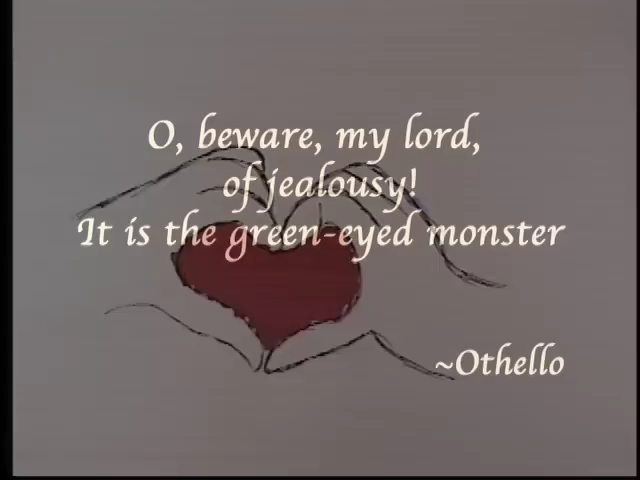 O, beware, my lord,
of jealousy!
It is the green-eyed monster
~Othello